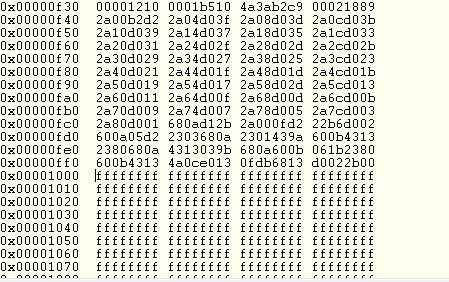 0x00000f30 00001210 0001b510 4a3ab2c9 00021889
0x00000f40 2a00b2d2 2a04d03f 2a08d03d 2a0cd03b
0x00000f50 2a10d039 2a14d037 2a18d035 2a1cd033
0x00000f60 2a20d031 2a24d02f 2a28d02d 2a2cd02b
0x00000f70 2a30d029 2a34d027 2a38d025 2a3cd023
0x00000f80 2a40d021 2a44d01f 2a48d01d 2a4cd01b
0x00000f90 2a50d019 2a54d017 2a58d02d 2a5cd013
0x00000fa0 2a60d011 2a64d00f 2a68d00d 2a6cd00b
0x00000fb0 2a70d009 2a74d007 2a78d005 2a7cd003
0x00000fc0 2a80d001 680ad12b 2a000fd2 22b6d002
0x00000fd0 600a05d2 2303680a 2301439a 600b4313
0x00000fe0 2380680a 4313039b 680a600b 061b2380
0x00000ff0 600b4313 4a0ce013 0fdb6813 d0022b00
0x00001000 ffffffff ffffffff ffffffff ffffffff
0x00001010 ffffffff ffffffff ffffffff ffffffff
0x00001020 ffffffff ffffffff ffffffff ffffffff
0x00001030 ffffffff ffffffff ffffffff ffffffff
0x00001040 ffffffff ffffffff ffffffff ffffffff
0x00001050 ffffffff ffffffff ffffffff ffffffff
0x00001060 ffffffff ffffffff ffffffff ffffffff
0x00001070 ffffffff ffffffff ffffffff ffffffff